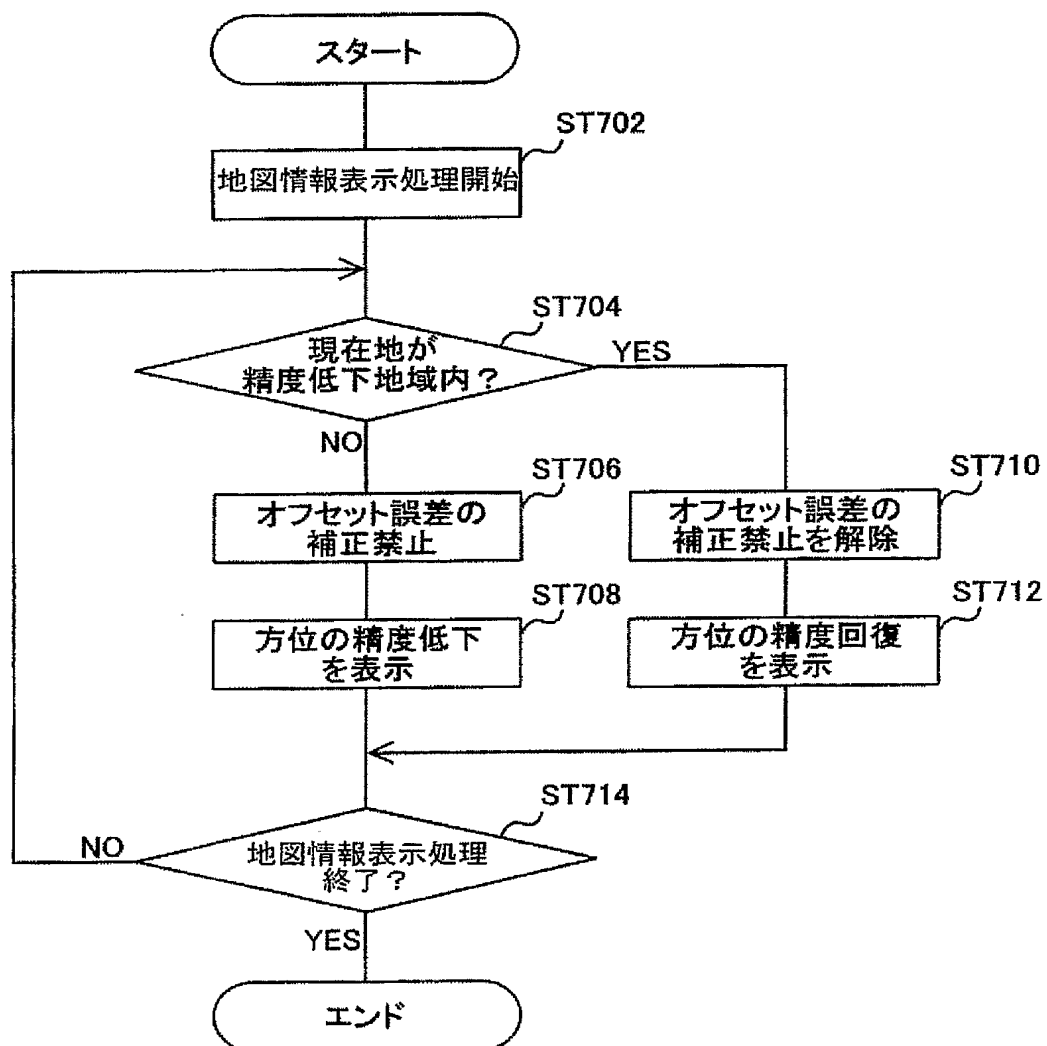 スタート
ST702
地図情報表示処理開始
ST704
現在地が
精度低下地域内？
YES
NO
ST706
オフセット誤差の
補正禁止
ST710
オフセット誤差の
補正禁止を解除
ST708
方位の精度低下
を表示
ST712
方位の精度回復
を表示
ST714
地図情報表示処理
終了？
NO
YES
エンド